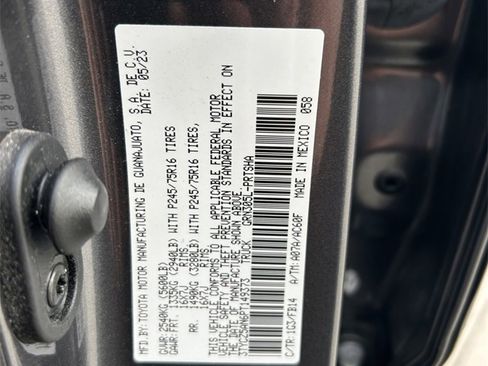 MFD.BY: TOYOTA MOTOR MANUFACTURING DE GUANAJUATO, S.A. DE C.V.
DATE: 05/23
GVWR: 2540KG (5600LB)
GAWR: FRT. 1335KG (2940LB) WITH P245/75R16 TIRES
16X7J RIMS,
RR. 1490KG (3280LB) WITH P245/75R16 TIRES,
16X7J RIMS
THIS VEHICLE CONFORMS TO ALL APPLICABLE FEDERAL MOTOR
VEHICLE SAFETY AND THEFT PREVENTION STANDARDS IN EFFECT ON
THE DATE OF MANUFACTURE SHOWN ABOVE.
3TYCZ5AN6PT149373 TRUCK
GRN305L-PRTSHA
C/TR: 1G3/FB14 A/TM: A07A/AC60F
MADE IN MEXICO 058